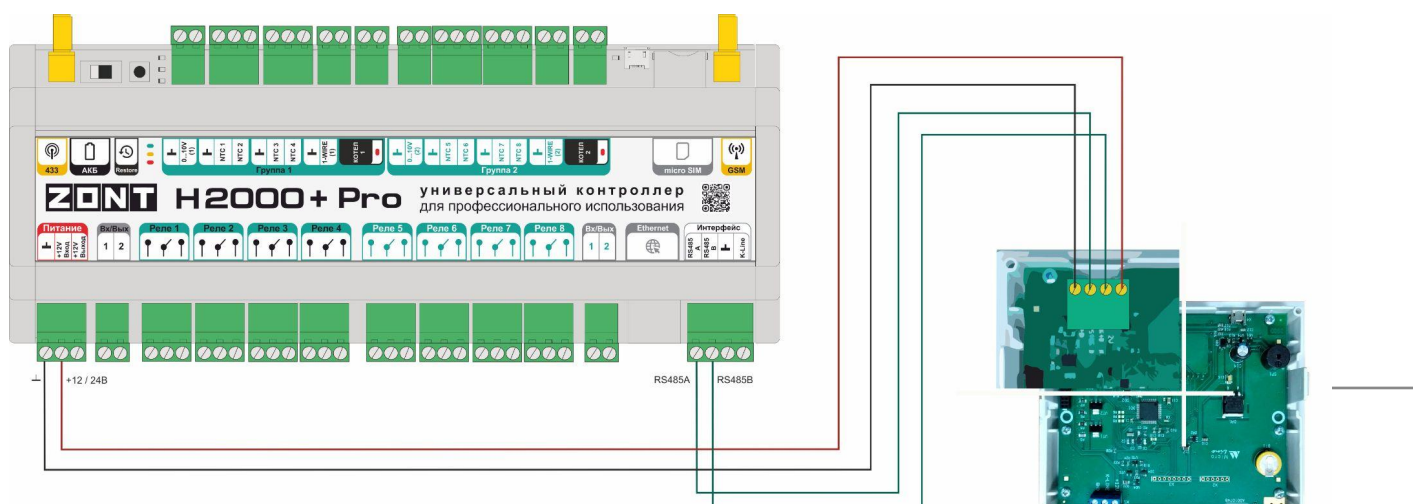 433
АКБ
Restore
⊥ 0...10V (1) ⊥ NTC 1 NTC 2 ⊥ NTC 3 NTC 4 ⊥ 1-WIRE (1) КОТЕЛ 1
Группа 1
⊥ 0...10V (2) ⊥ NTC 5 NTC 6 ⊥ NTC 7 NTC 8 ⊥ 1-WIRE (2) КОТЕЛ 2
Группа 2
micro SIM
GSM
ZONT H2000+ Pro
универсальный контроллер
для профессионального использования
Питание Вх/Вых Реле 1 Реле 2 Реле 3 Реле 4 Реле 5 Реле 6 Реле 7 Реле 8 Вх/Вых Ethernet Интерфейс
⊥ +12V Вход +12V Выход 1 2 1 2 RS485 A RS485 B ⊥ K-Line
⊥ +12 / 24В RS485A RS485B